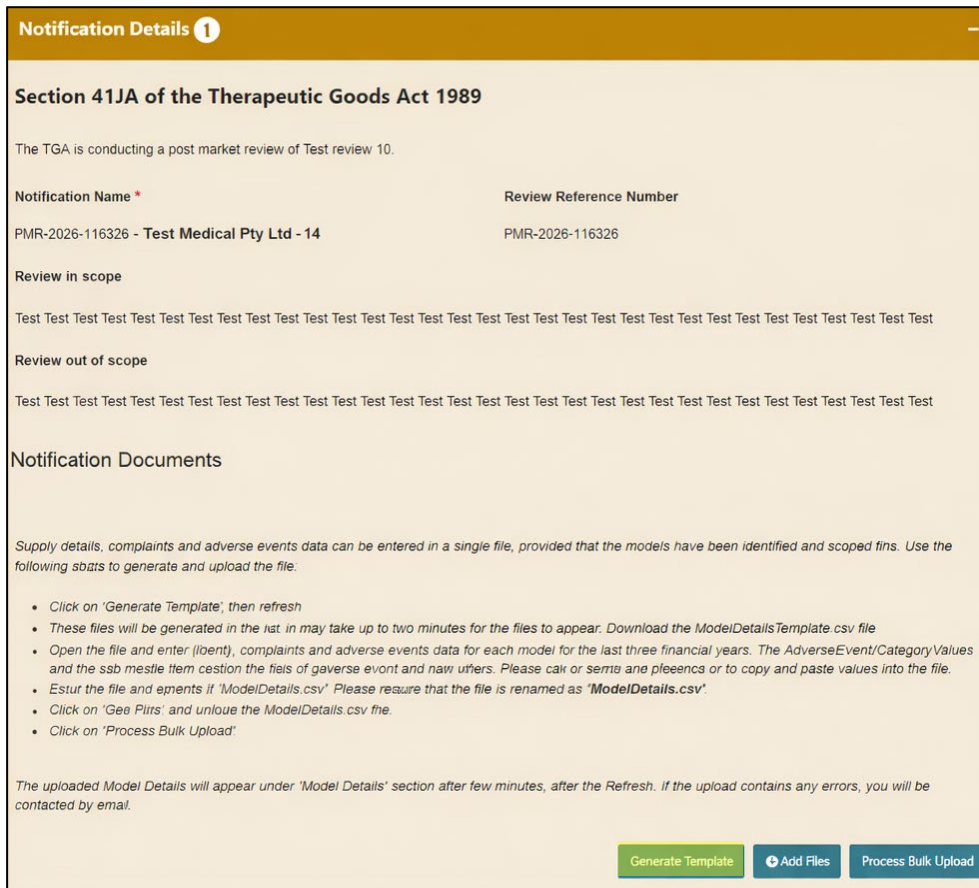 Notification Details 1
Section 41JA of the Therapeutic Goods Act 1989
The TGA is conducting a post market review of Test review 10.
Notification Name *
Review Reference Number
PMR-2026-116326 - Test Medical Pty Ltd - 14
PMR-2026-116326
Review in scope
Test Test Test Test Test Test Test Test Test Test Test Test Test Test Test Test Test Test Test Test Test Test Test Test Test Test Test Test Test Test Test Test
Review out of scope
Test Test Test Test Test Test Test Test Test Test Test Test Test Test Test Test Test Test Test Test Test Test Test Test Test Test Test Test Test Test Test Test
Notification Documents
Supply details, complaints and adverse events data can be entered in a single file, provided that the models have been identified and scoped. Use the
following to generate and upload the file:
• Click on 'Generate Template', then refresh
• These files will be generated in the in may take up to two minutes for the files to appear. Download the ModelDetailsTemplate.csv file
• Open the file and enter complaints and adverse events data for each model for the last three financial years. The AdverseEvent/CategoryValues
and the the of and Please or or to copy and paste values into the file.
• the file and 'ModelDetails.csv' Please that the file is renamed as 'ModelDetails.csv'.
• Click on and the ModelDetails.csv
• Click on 'Process Bulk Upload'
The uploaded Model Details will appear under 'Model Details' section after few minutes, after the Refresh. If the upload contains any errors, you will be
contacted by email.
Generate Template
Add Files
Process Bulk Upload